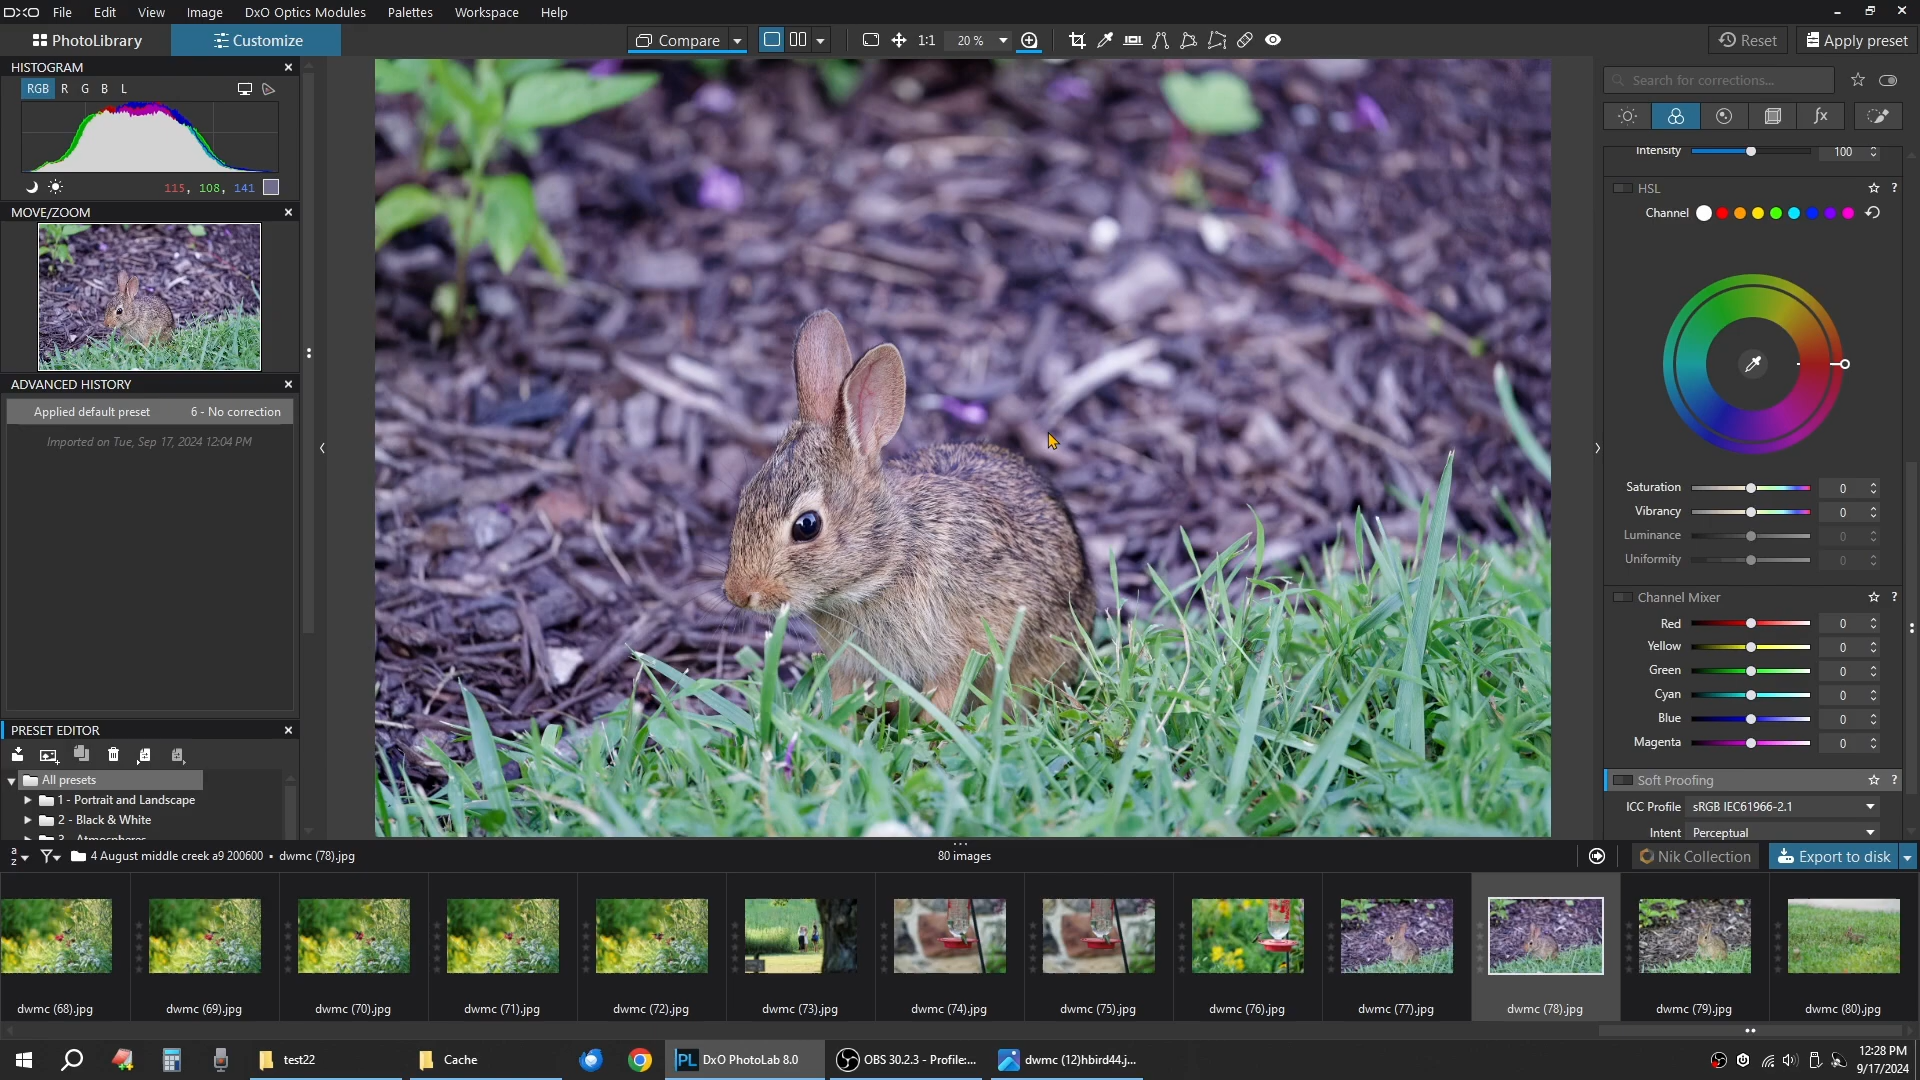 DxO File Edit View Image DxO Optics Modules Palettes Workspace Help
PhotoLibrary Customize Compare 1:1 20 % Reset Apply preset
HISTOGRAM
RGB R G B L
115, 108, 141
MOVE/ZOOM
ADVANCED HISTORY
Applied default preset 6 - No correction
Imported on Tue, Sep 17, 2024 12:04 PM
PRESET EDITOR
All presets
1 - Portrait and Landscape
2 - Black & White
3 - Atmospheres
Search for corrections...
fx
Intensity 100
HSL ?
Channel
Saturation 0
Vibrancy 0
Luminance 0
Uniformity 0
Channel Mixer ?
Red 0
Yellow 0
Green 0
Cyan 0
Blue 0
Magenta 0
Soft Proofing ?
ICC Profile sRGB IEC61966-2.1
Intent Perceptual
a
z 4 August middle creek a9 200600 • dwmc (78).jpg 80 images Nik Collection Export to disk
dwmc (68).jpg dwmc (69).jpg dwmc (70).jpg dwmc (71).jpg dwmc (72).jpg dwmc (73).jpg dwmc (74).jpg dwmc (75).jpg dwmc (76).jpg dwmc (77).jpg dwmc (78).jpg dwmc (79).jpg dwmc (80).jpg
test22 Cache PL DxO PhotoLab 8.0 OBS 30.2.3 - Profile:... dwmc (12)hbird44.j...
12:28 PM
9/17/2024